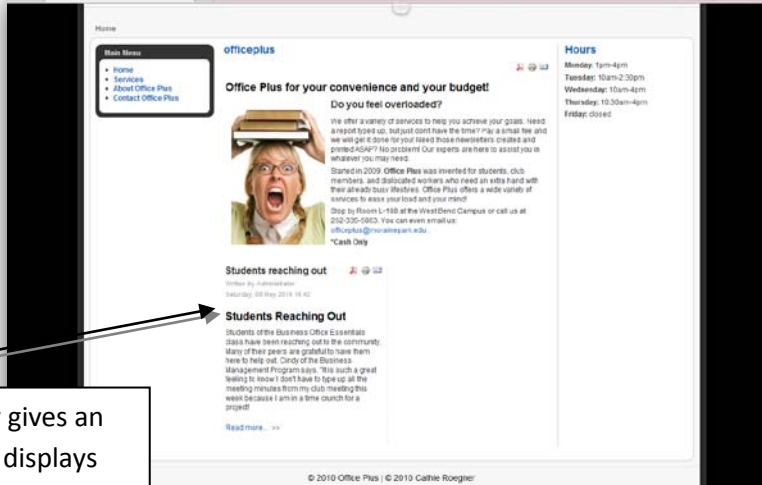 Home
Main Menu
Home
Services
About Office Plus
Contact Office Plus
officeplus
Office Plus for your convenience and your budget!
Do you feel overloaded?
We offer a variety of services to help you achieve your goals. Need
a report typed up, but just don't have the time? Pay a small fee and
we will get it done for you! Need those newsletters created and
printed ASAP? No problem! Our experts are here to assist you in
whatever you may need.
Started in 2009, Office Plus was invented for students, club
members, and dislocated workers who need an extra hand with
their already busy lifestyles. Office Plus offers a wide variety of
services to ease your load and your mind!
Stop by Room L-108 at the West Bend Campus or call us at
You can even email us:
officeplus@morainepark.edu
*Cash Only
Students reaching out
Written by Administrator
Saturday, May 2010 16:42
Students Reaching Out
Students of the Business Office Essentials
class have been reaching out to the community.
Many of their peers are grateful to have them
here to help out. Cindy of the Business
Management Program says, "It is such a great
feeling to know I don't have to type up all the
meeting minutes from my club meeting this
week because I am in a time crunch for a
project!
Read more... >>
Hours
Monday: 1pm-4pm
Tuesday: 10am-2:30pm
Wednesday: 10am-4pm
Thursday: 10:30am-4pm
Friday: closed
© 2010 Office Plus | © 2010 Cathie Roegner
gives an
displays